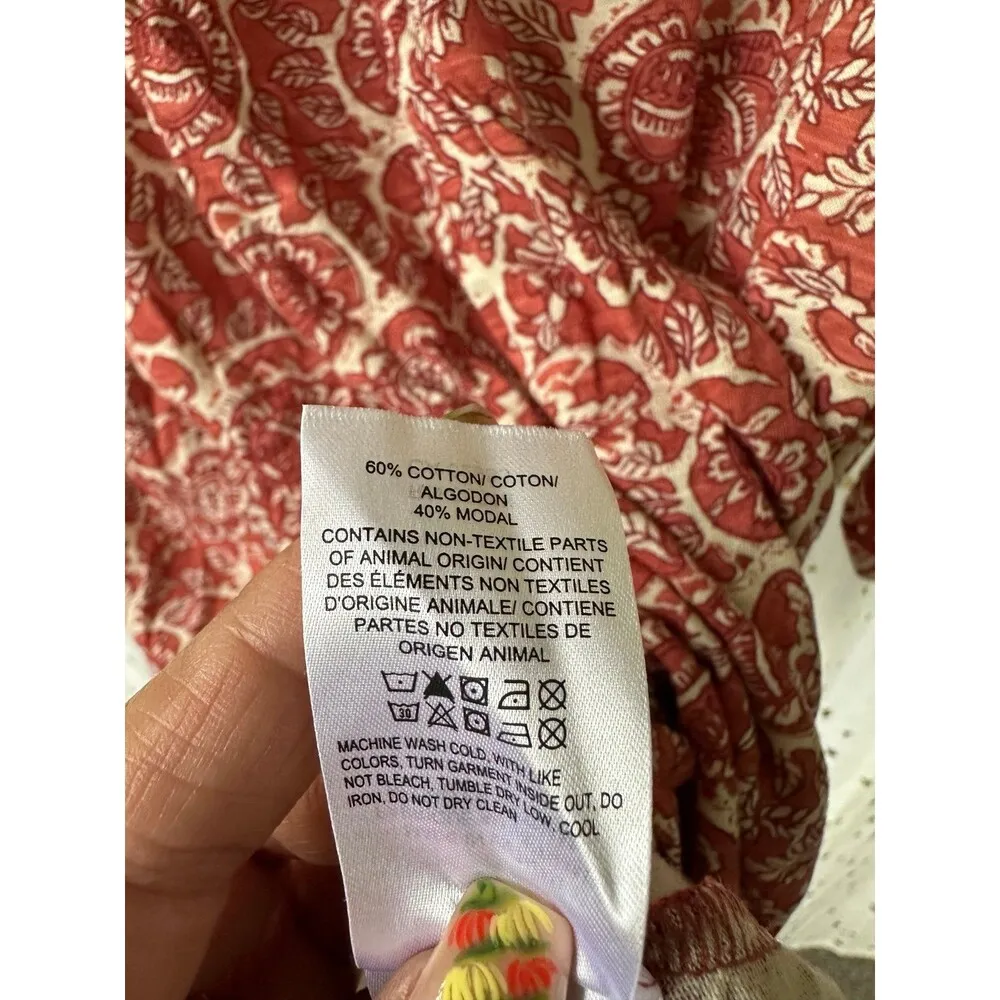 60% COTTON/ COTON/
ALGODON
40% MODAL
CONTAINS NON-TEXTILE PARTS
OF ANIMAL ORIGIN/ CONTIENT
DES ÉLÉMENTS NON TEXTILES
D'ORIGINE ANIMALE/ CONTIENE
PARTES NO TEXTILES DE
ORIGEN ANIMAL
30
MACHINE WASH COLD, WITH LIKE
COLORS, TURN GARMENT INSIDE OUT, DO
NOT BLEACH, TUMBLE DRY LOW, COOL
IRON, DO NOT DRY CLEAN